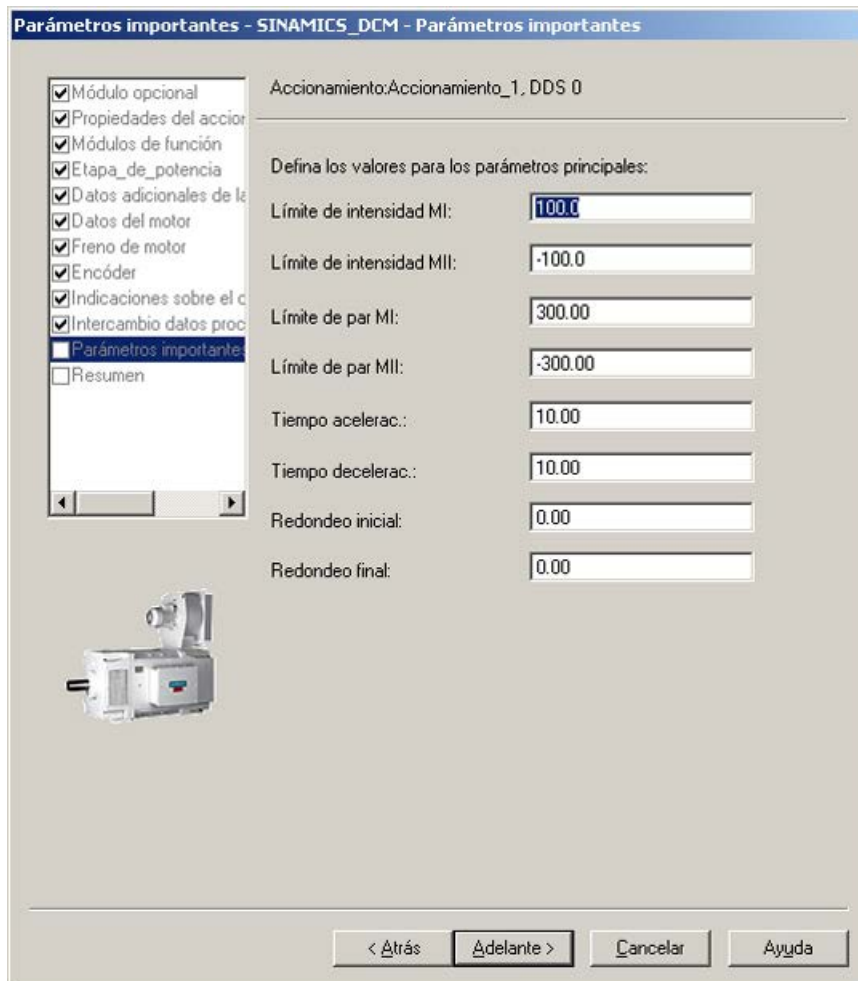 Parámetros importantes - SINAMICS_DCM - Parámetros importantes
Módulo opcional
Propiedades del accior
Módulos de función
Etapa_de_potencia
Datos adicionales de la
Datos del motor
Freno de motor
Encóder
Indicaciones sobre el c
Intercambio datos proc
Parámetros importantes
Resumen
Accionamiento:Accionamiento_1, DDS 0
Defina los valores para los parámetros principales:
Límite de intensidad MI: 100.0
Límite de intensidad MII: -100.0
Límite de par MI: 300.00
Límite de par MII: -300.00
Tiempo acelerac.: 10.00
Tiempo decelerac.: 10.00
Redondeo inicial: 0.00
Redondeo final: 0.00
< Atrás Adelante > Cancelar Ayuda